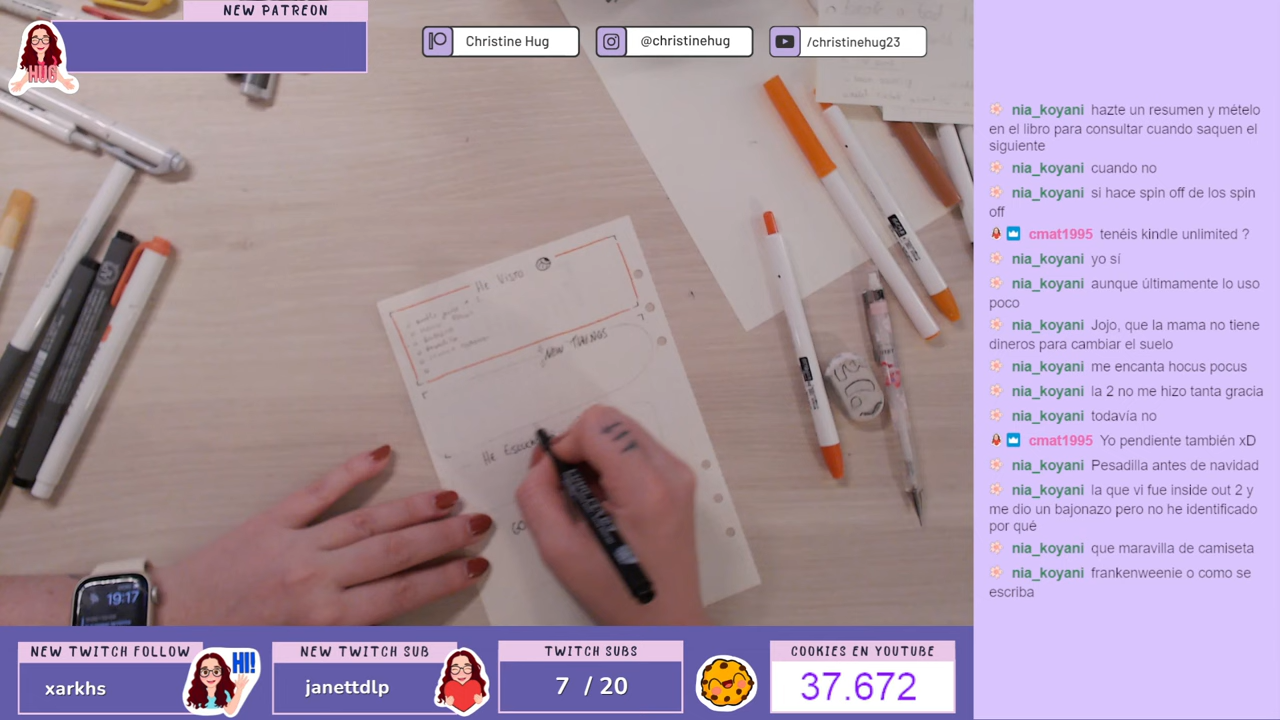 NEW PATREON
HUG
Christine Hug
@christinehug
/christinehug23
He Visto
NEW THINGS
He
19:17
nia_koyani hazte un resumen y mételo
en el libro para consultar cuando saquen el
siguiente
nia_koyani cuando no
nia_koyani si hace spin off de los spin
off
cmat1995 tenéis kindle unlimited ?
nia_koyani yo sí
nia_koyani aunque últimamente lo uso
poco
nia_koyani Jojo, que la mama no tiene
dineros para cambiar el suelo
nia_koyani me encanta hocus pocus
nia_koyani la 2 no me hizo tanta gracia
nia_koyani todavía no
cmat1995 Yo pendiente también xD
nia_koyani Pesadilla antes de navidad
nia_koyani la que vi fue inside out 2 y
me dio un bajonazo pero no he identificado
por qué
nia_koyani que maravilla de camiseta
nia_koyani frankenweenie o como se
escriba
NEW TWITCH FOLLOW
xarkhs
HI!
NEW TWITCH SUB
janettdlp
TWITCH SUBS
7 / 20
COOKIES EN YOUTUBE
37.672